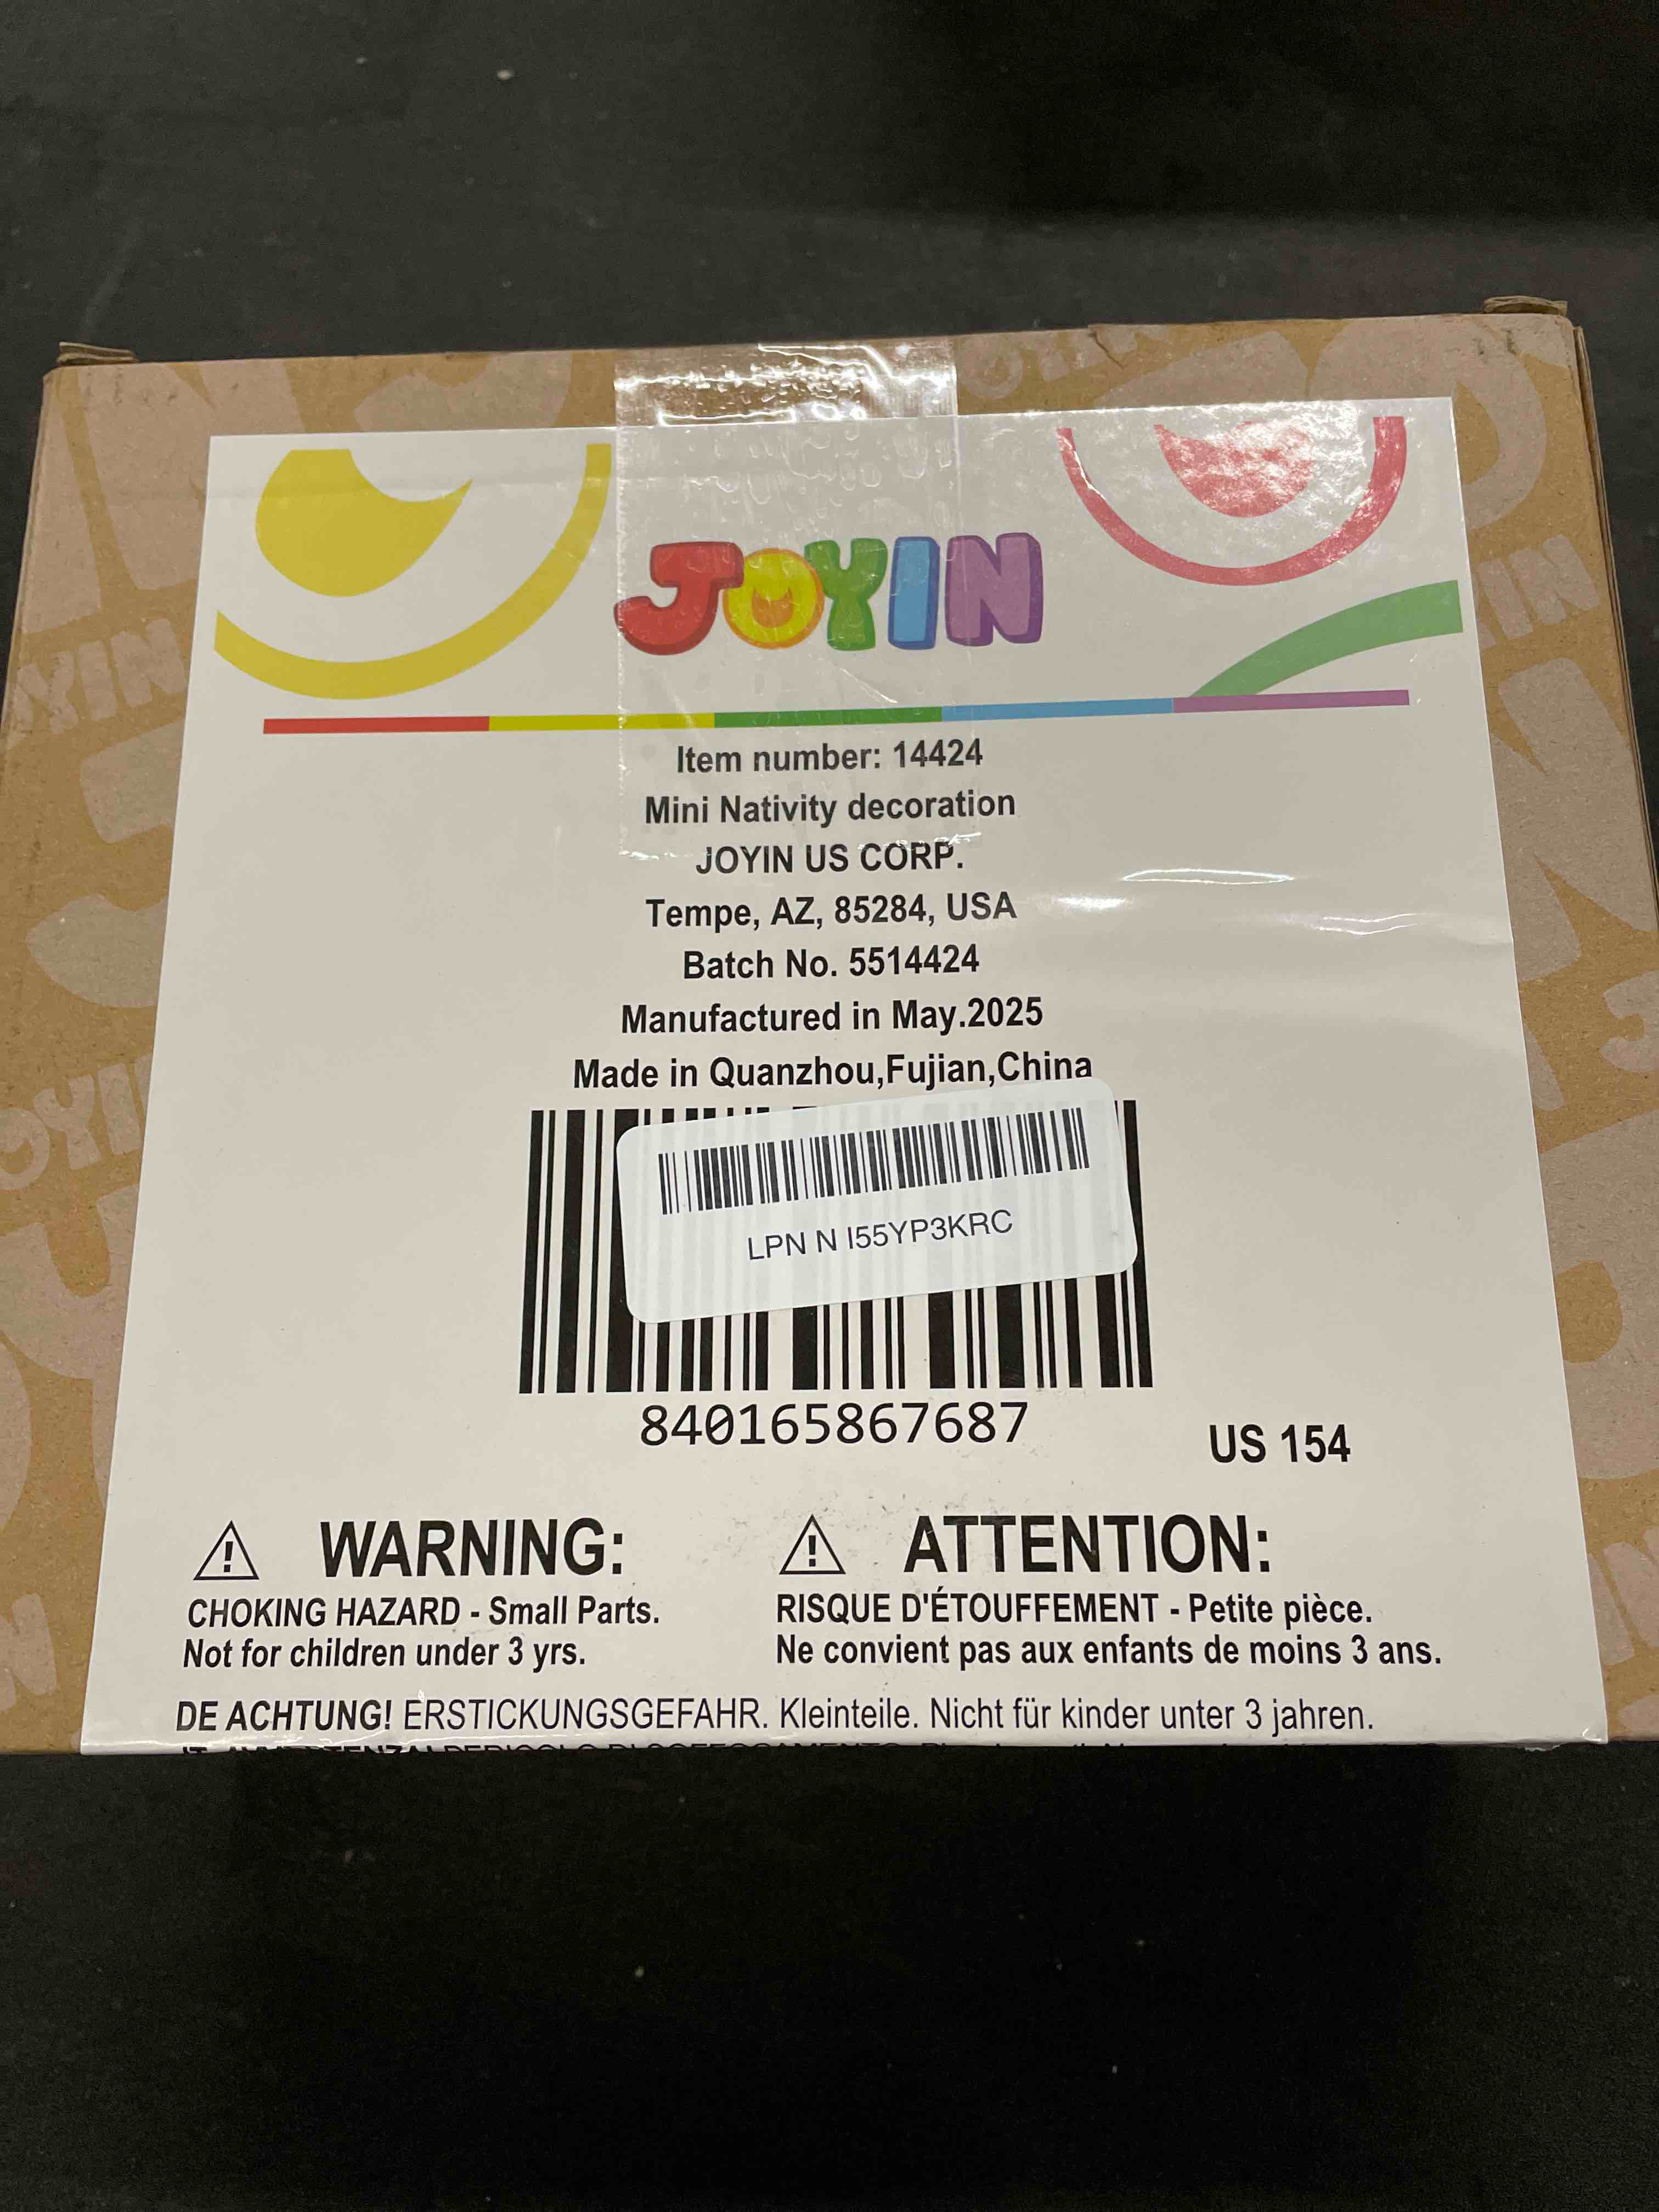 JOYIN
Item number: 14424
Mini Nativity decoration
JOYIN US CORP.
Tempe, AZ, 85284, USA
Batch No. 5514424
Manufactured in May.2025
Made in Quanzhou,Fujian,China
LPN N I55YP3KRC
840165867687
US 154
WARNING:
CHOKING HAZARD - Small Parts.
Not for children under 3 yrs.
ATTENTION:
RISQUE D'ÉTOUFFEMENT - Petite pièce.
Ne convient pas aux enfants de moins 3 ans.
DE ACHTUNG! ERSTICKUNGSGEFAHR. Kleinteile. Nicht für kinder unter 3 jahren.